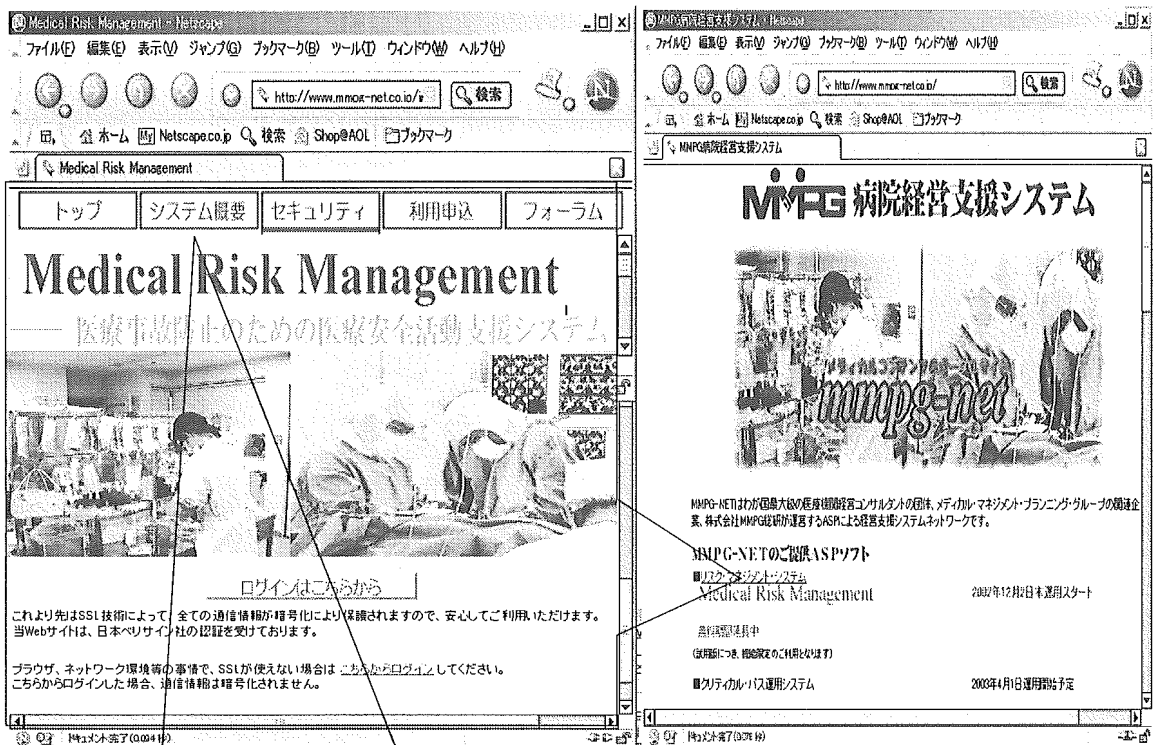 Medical Risk Management - Netscape
ファイル(F) 編集(E) 表示(V) ジャンプ(G) ブックマーク(B) ツール(T) ウィンドウ(W) ヘルプ(H)
検索
ホーム My Netscape.co.jp 検索 Shop@AOL ブックマーク
Medical Risk Management
トップ システム概要 セキュリティ 利用申込 フォーラム
Medical Risk Management
医療事故防止のための医療安全活動支援システム
ログインはこちらから
これより先はSSL技術によって、全ての通信情報が暗号化により保護されますので、安心してご利用いただけます。
当Webサイトは、日本ベリサイン社の認証を受けております。
ブラウザ、ネットワーク環境等の事情で、SSLが使えない場合は こちらからログイン してください。
こちらからログインした場合、通信情報は暗号化されません。
ドキュメント:完了
MMPG病院経営支援システム - Netscape
ファイル(F) 編集(E) 表示(V) ジャンプ(G) ブックマーク(B) ツール(T) ウィンドウ(W) ヘルプ(H)
検索
ホーム My Netscape.co.jp 検索 Shop@AOL ブックマーク
MMPG病院経営支援システム
MMPG 病院経営支援システム
mmpg-net
MMPG-NETはわが国最大級の医療機関経営コンサルタントの団体、メディカル・マネジメント・プランニング・グループの関連企
業、株式会社MMPG総研が運営するASPによる経営支援システムネットワークです。
MMPG-NETのご提供ASPソフト
■リスク・マネジメント・システム
Medical Risk Management 2002年12月2日本運用スタート
(試用版につき、機能限定のご利用となります)
■クリティカル・パス運用システム 2003年4月1日運用開始予定
ドキュメント:完了